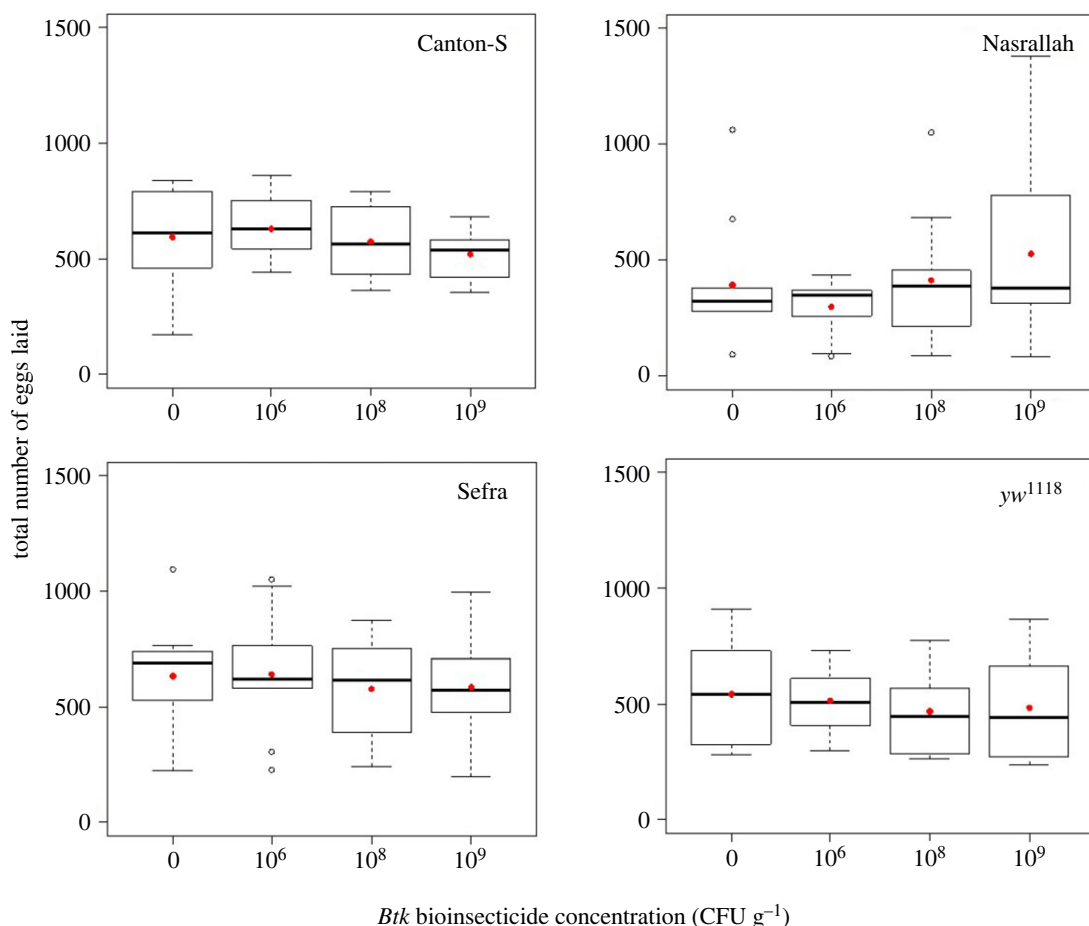 total number of eggs laid
1500
1000
500
0
Canton-S
0 10⁶ 10⁸ 10⁹
1500
1000
500
0
Nasrallah
0 10⁶ 10⁸ 10⁹
1500
1000
500
0
Sefra
0 10⁶ 10⁸ 10⁹
1500
1000
500
0
yw¹¹¹⁸
0 10⁶ 10⁸ 10⁹
Btk bioinsecticide concentration (CFU g⁻¹)